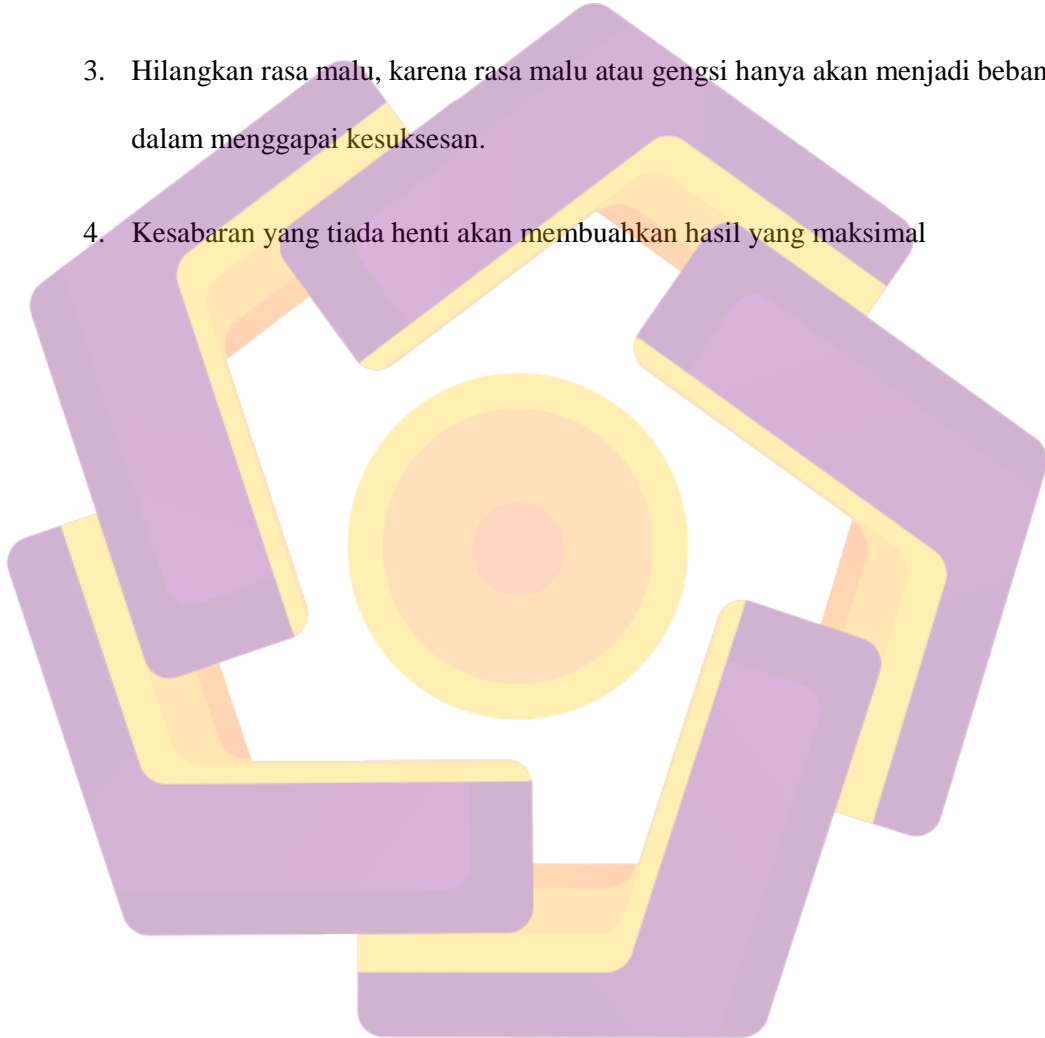 3. Hilangkan rasa malu, karena rasa malu atau gengsi hanya akan menjadi beban
dalam menggapai kesuksesan.
4. Kesabaran yang tiada henti akan membuahkan hasil yang maksimal